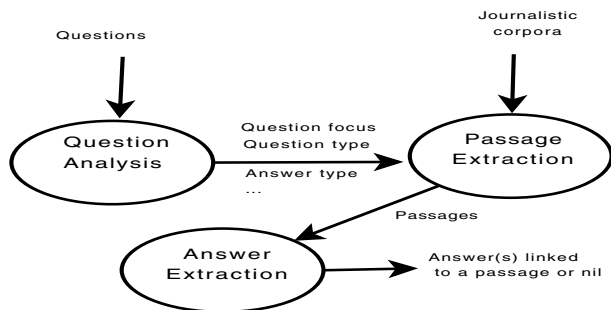 Questions
Journalistic
corpora
Question
Analysis
Question focus
Question type
Answer type
...
Passage
Extraction
Passages
Answer
Extraction
Answer(s) linked
to a passage or nil